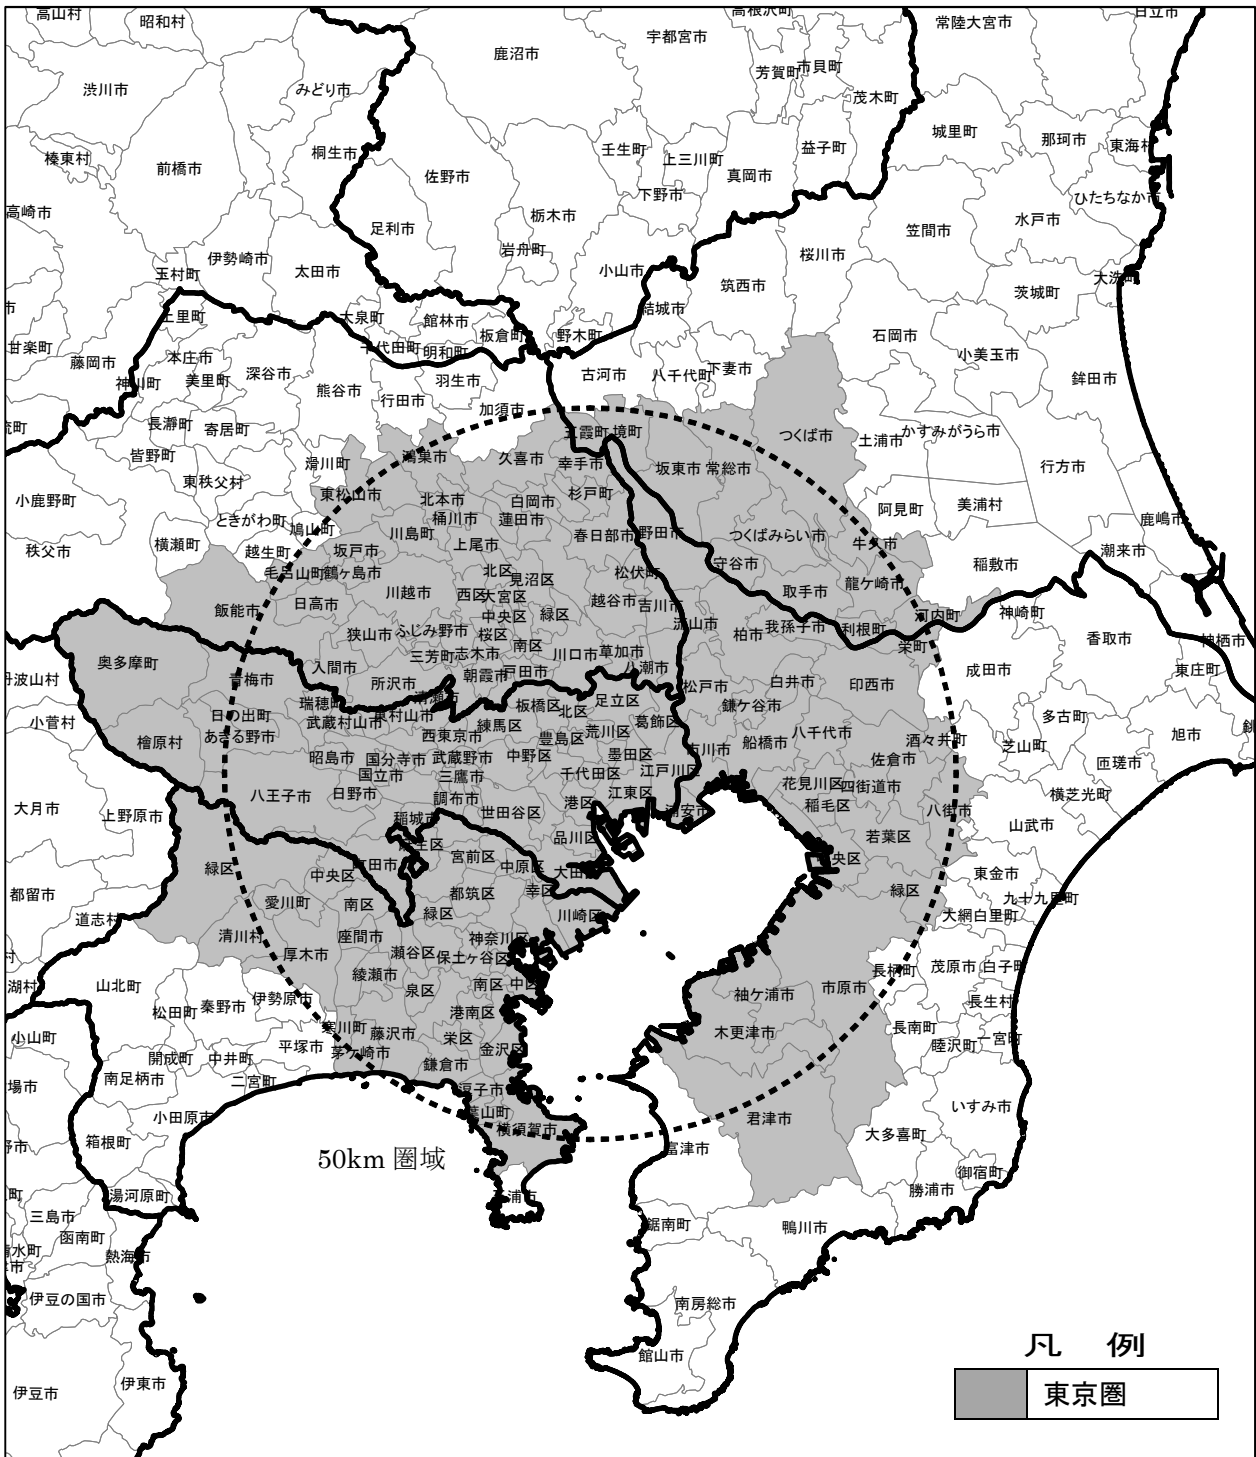 高山村
昭和村
高根沢町
常陸大宮市
日立市
宇都宮市
鹿沼市
芳賀町
市貝町
茂木町
渋川市
みどり市
榛東村
前橋市
桐生市
佐野市
壬生町
上三川町
真岡市
益子町
城里町
那珂市
東海村
下野市
ひたちなか市
高崎市
足利市
栃木市
岩舟町
笠間市
水戸市
玉村町
伊勢崎市
太田市
小山市
筑西市
桜川市
茨城町
大洗町
市
上里町
大泉町
館林市
板倉町
野木町
結城市
石岡市
甘楽町
藤岡市
本庄市
千代田町
明和町
小美玉市
神川町
美里町
深谷市
熊谷市
行田市
羽生市
加須市
古河市
八千代町
下妻市
鉾田市
長瀞町
寄居町
五霞町
境町
つくば市
土浦市
かすみがうら市
皆野町
滑川町
鴻巣市
久喜市
幸手市
坂東市
常総市
行方市
小鹿野町
東秩父村
東松山市
北本市
白岡市
杉戸町
阿見町
美浦村
秩父市
横瀬町
ときがわ町
鳩山町
川島町
桶川市
蓮田市
春日部市
野田市
つくばみらい市
牛久市
鹿嶋市
越生町
坂戸市
上尾市
稲敷市
潮来市
毛呂山町
鶴ヶ島市
北区
見沼区
松伏町
守谷市
飯能市
日高市
川越市
西区
大宮区
越谷市
吉川市
取手市
龍ケ崎市
狭山市
ふじみ野市
中央区
緑区
桜区
流山市
柏市
我孫子市
利根町
河内町
神崎町
香取市
神栖市
奥多摩町
入間市
三芳町
志木市
南区
川口市
草加市
八潮市
栄町
成田市
東庄町
丹波山村
青梅市
所沢市
朝霞市
戸田市
松戸市
白井市
印西市
小菅村
瑞穂町
清瀬市
板橋区
北区
足立区
鎌ケ谷市
多古町
檜原村
日の出町
武蔵村山市
東村山市
練馬区
葛飾区
あきる野市
西東京市
豊島区
荒川区
船橋市
八千代市
酒々井町
芝山町
旭市
昭島市
国分寺市
武蔵野市
中野区
墨田区
市川市
佐倉市
匝瑳市
国立市
三鷹市
千代田区
江戸川区
大月市
上野原市
八王子市
日野市
調布市
世田谷区
港区
江東区
浦安市
花見川区
四街道市
横芝光町
稲城市
品川区
稲毛区
八街市
山武市
麻生区
若葉区
緑区
町田市
宮前区
中原区
大田区
中央区
都留市
中央区
都筑区
幸区
緑区
東金市
道志村
愛川町
南区
緑区
川崎区
九十九里町
大網白里町
清川村
座間市
神奈川区
厚木市
瀬谷区
保土ヶ谷区
綾瀬市
長柄町
茂原市
白子町
山北町
泉区
南区
中区
袖ケ浦市
市原市
松田町
秦野市
伊勢原市
港南区
長生村
小山町
寒川町
藤沢市
栄区
木更津市
長南町
一宮町
開成町
中井町
平塚市
茅ケ崎市
金沢区
睦沢町
南足柄市
二宮町
鎌倉市
逗子市
小田原市
葉山町
君津市
いすみ市
箱根町
横須賀市
大多喜町
50km 圏域
富津市
御宿町
湯河原町
三浦市
勝浦市
三島市
鋸南町
鴨川市
函南町
清水町
熱海市
伊豆の国市
南房総市
館山市
伊豆市
伊東市
凡 例
東京圏